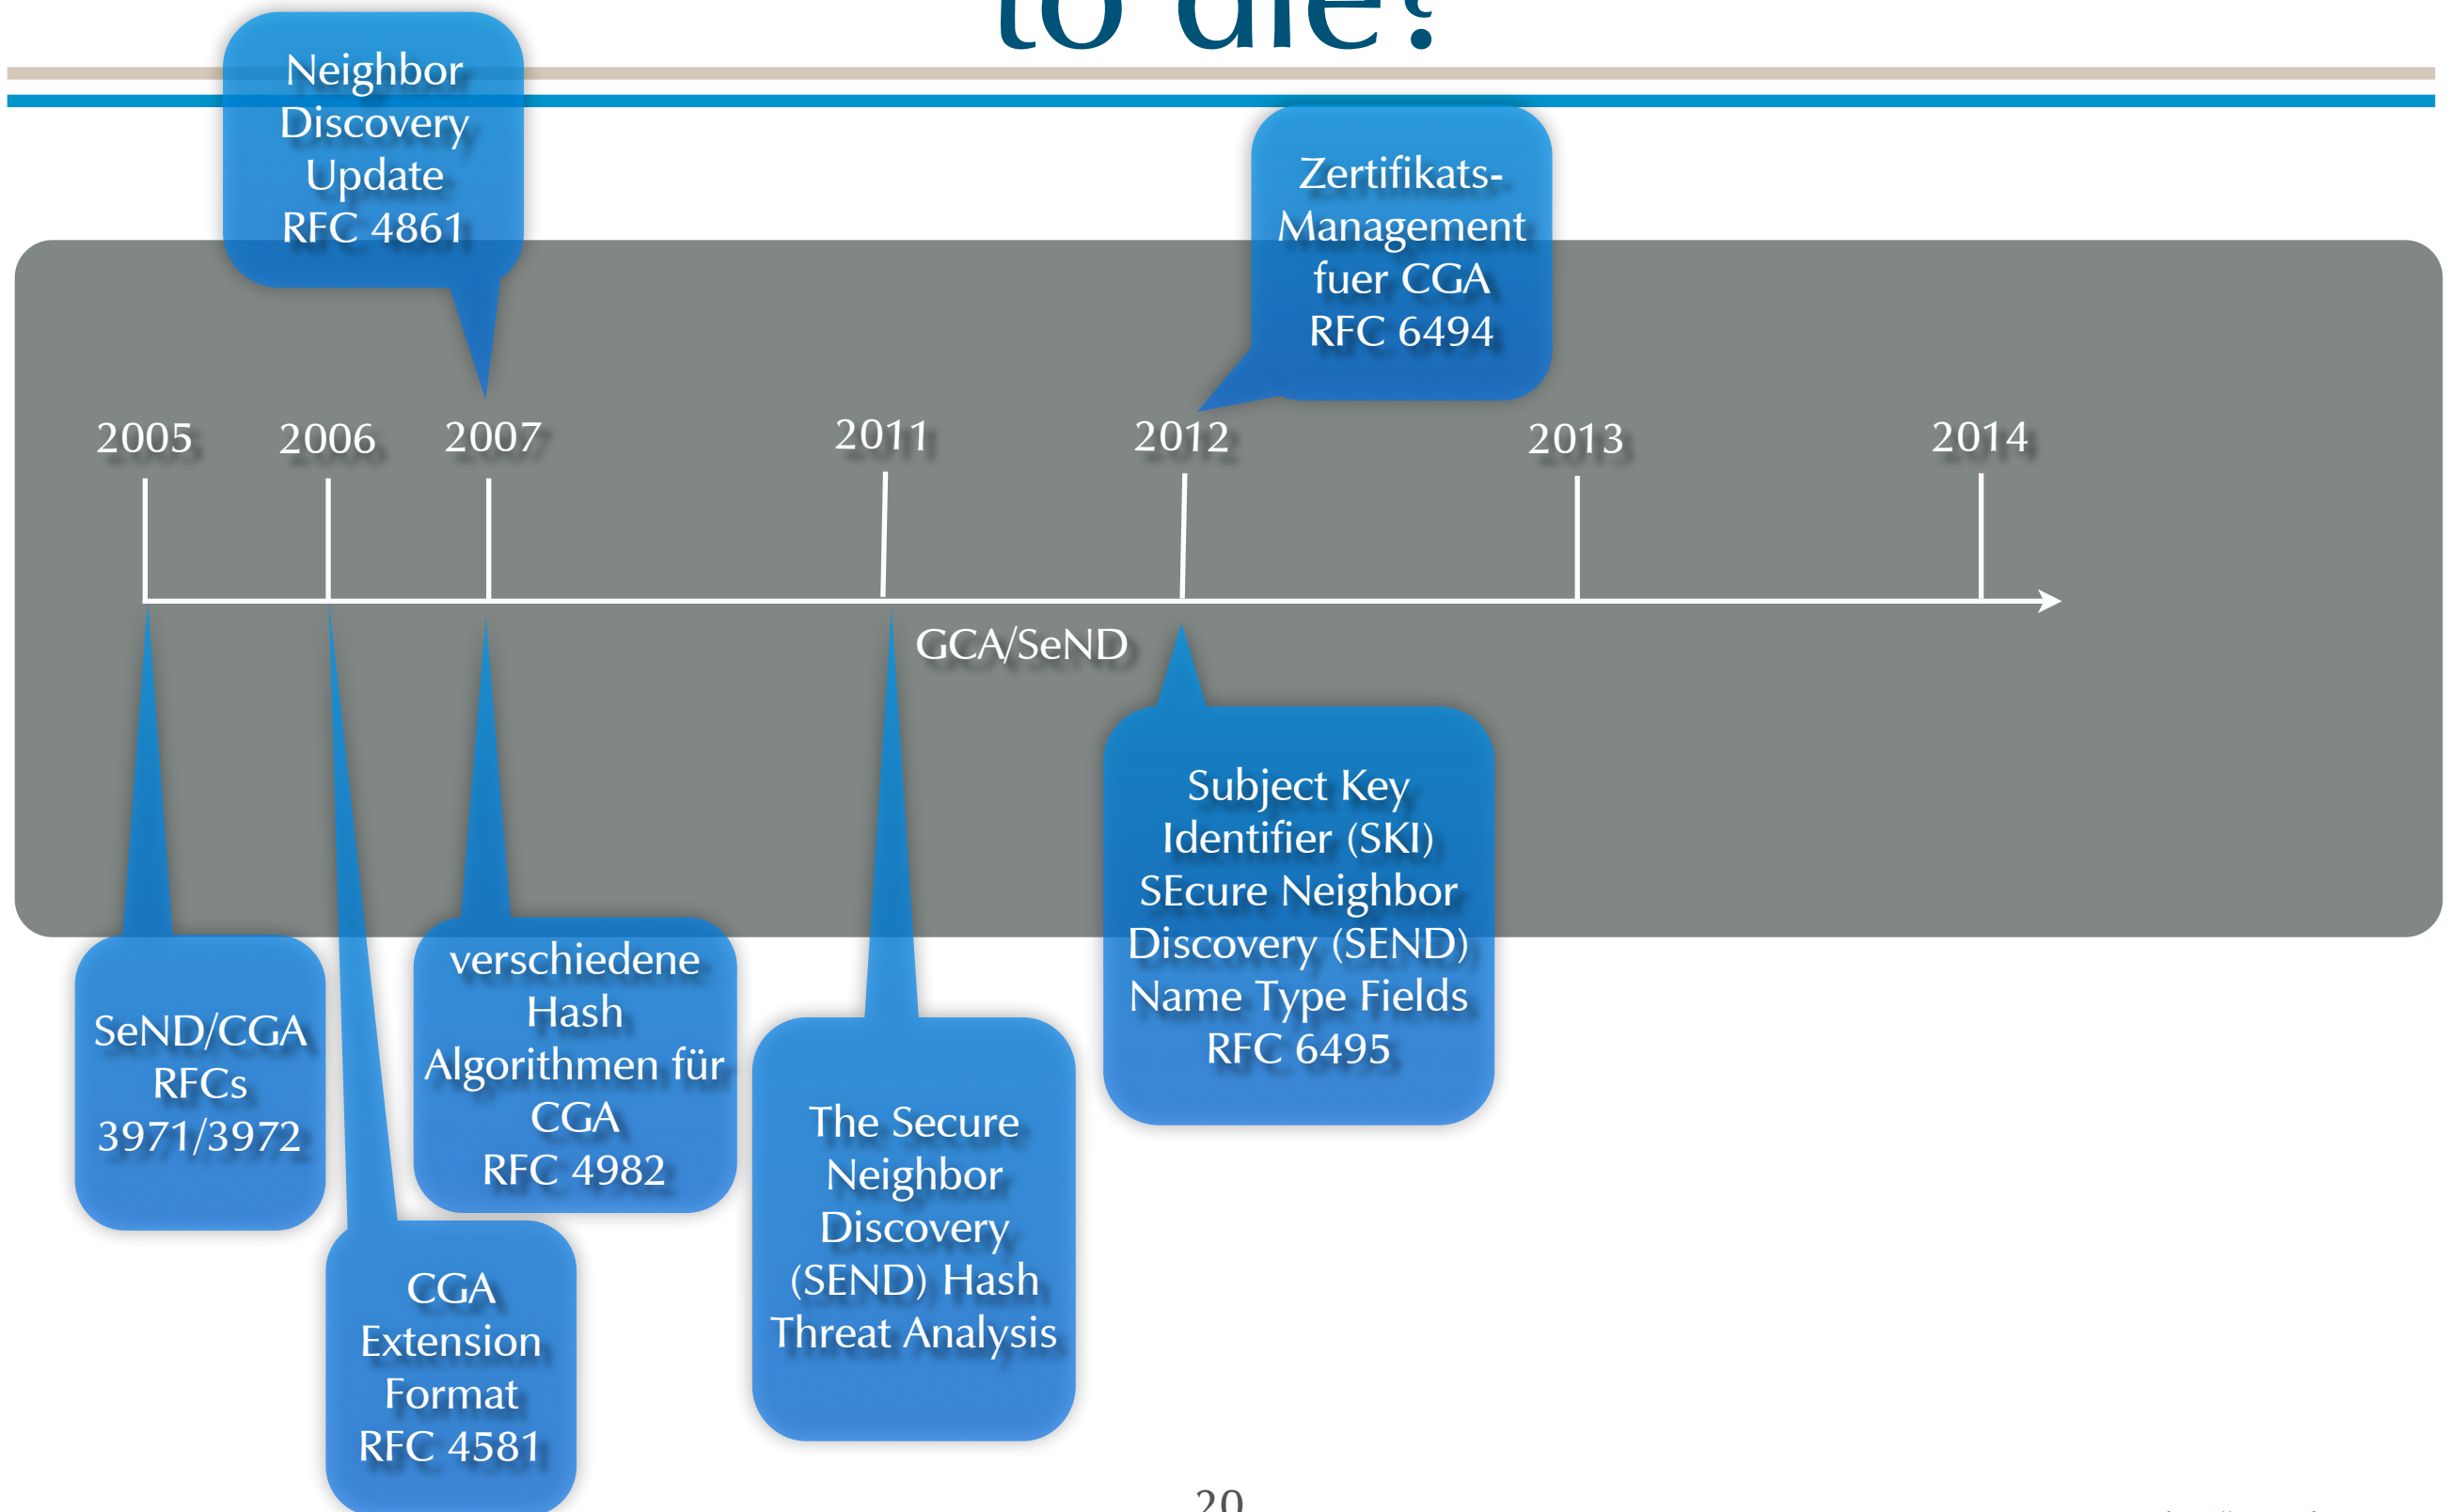 to die?
Neighbor
Discovery
Update
RFC 4861
Zertifikats-
Management
fuer CGA
RFC 6494
2005
2006
2007
2011
2012
2013
2014
GCA/SeND
SeND/CGA
RFCs
3971/3972
CGA
Extension
Format
RFC 4581
verschiedene
Hash
Algorithmen für
CGA
RFC 4982
The Secure
Neighbor
Discovery
(SEND) Hash
Threat Analysis
Subject Key
Identifier (SKI)
SEcure Neighbor
Discovery (SEND)
Name Type Fields
RFC 6495
20